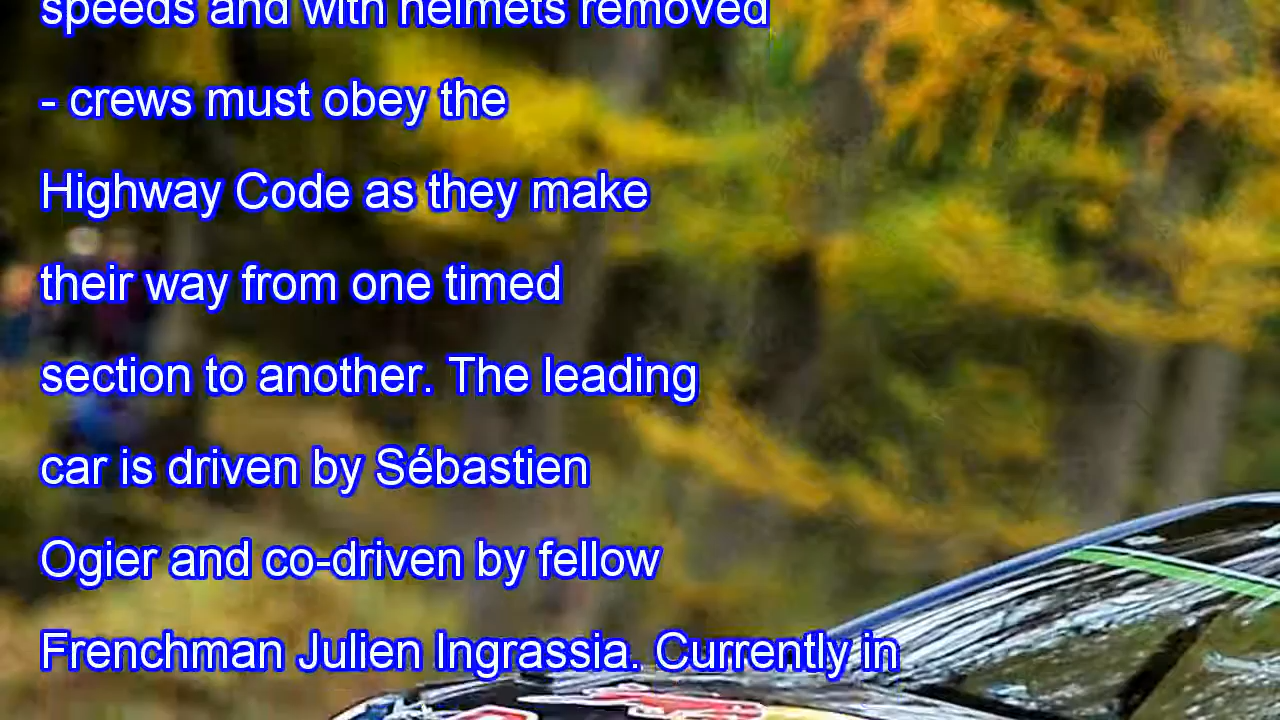 speeds and with helmets removed
- crews must obey the
Highway Code as they make
their way from one timed
section to another. The leading
car is driven by Sébastien
Ogier and co-driven by fellow
Frenchman Julien Ingrassia. Currently in